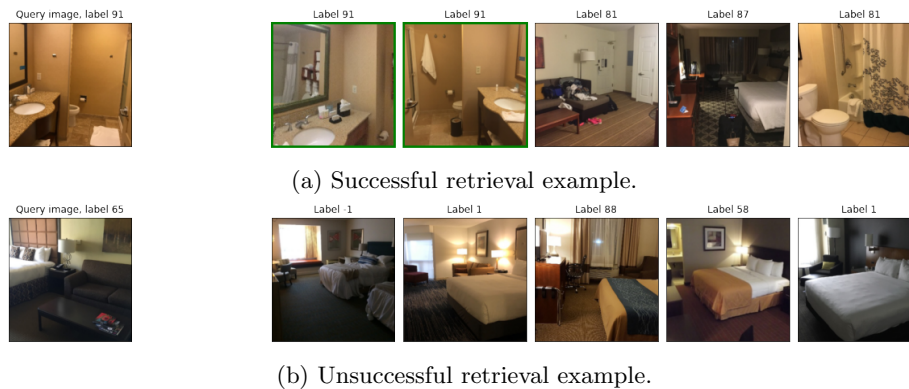 Query image, label 91 Label 91 Label 91 Label 81 Label 87 Label 81
(a) Successful retrieval example.
Query image, label 65 Label -1 Label 1 Label 88 Label 58 Label 1
(b) Unsuccessful retrieval example.